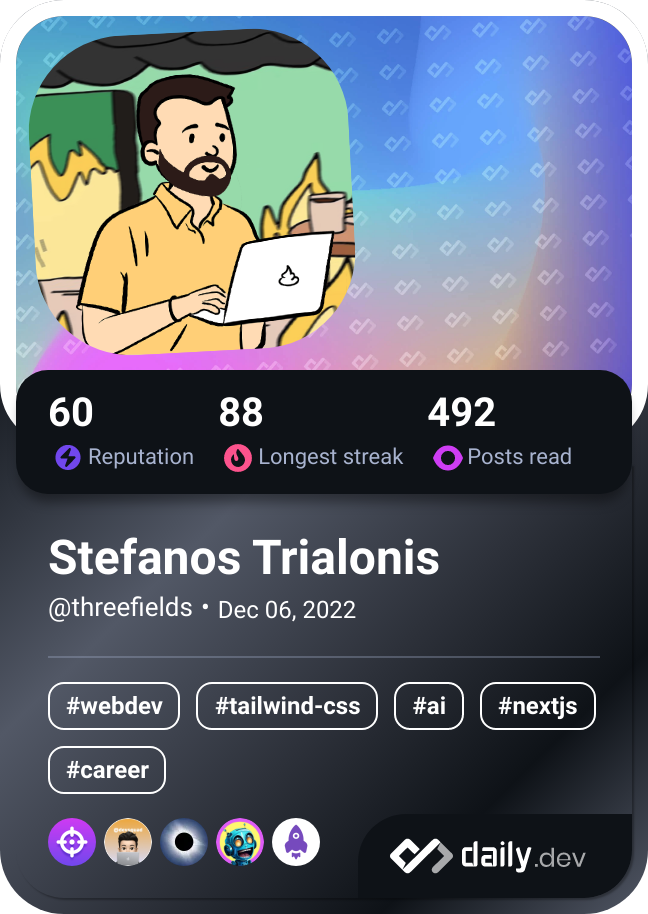 60 88 492
Reputation Longest streak Posts read
Stefanos Trialonis
@threefields • Dec 06, 2022
#webdev #tailwind-css #ai #nextjs
#career
daily.dev